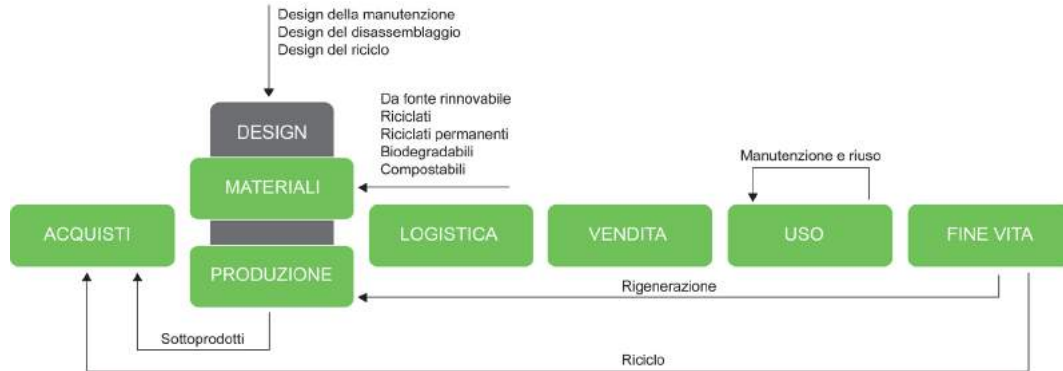 Design della manutenzione
Design del disassemblaggio
Design del riciclo
DESIGN
Da fonte rinnovabile
Riciclati
Riciclati permanenti
Biodegradabili
Compostabili
MATERIALI
Manutenzione e riuso
ACQUISTI
LOGISTICA
VENDITA
USO
FINE VITA
PRODUZIONE
Rigenerazione
Sottoprodotti
Riciclo